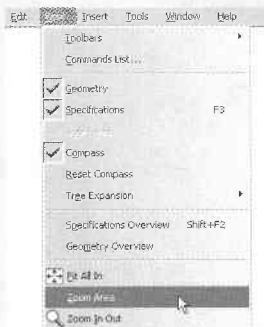 Edit Insert Tools Window Help
Toolbars
Commands List...
Geometry
Specifications F3
Compass
Reset Compass
Tree Expansion
Specifications Overview Shift+F2
Geometry Overview
Fit All In
Zoom Area
Zoom In Out